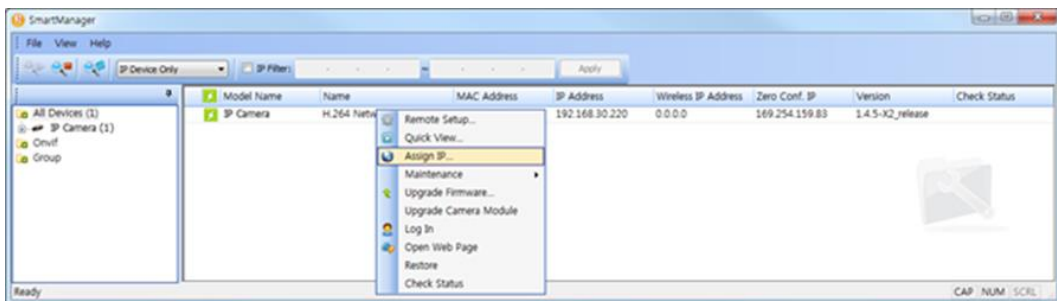 SmartManager
File View Help
IP Device Only IP Filter: Apply
Model Name Name MAC Address IP Address Wireless IP Address Zero Conf. IP Version Check Status
All Devices (1)
IP Camera (1)
Onvif
Group
IP Camera H.264 Netw 192.168.30.220 0.0.0.0 169.254.159.83 1.4.5-X2_release
Remote Setup...
Quick View...
Assign IP...
Maintenance
Upgrade Firmware...
Upgrade Camera Module
Log In
Open Web Page
Restore
Check Status
Ready CAP NUM SCRL